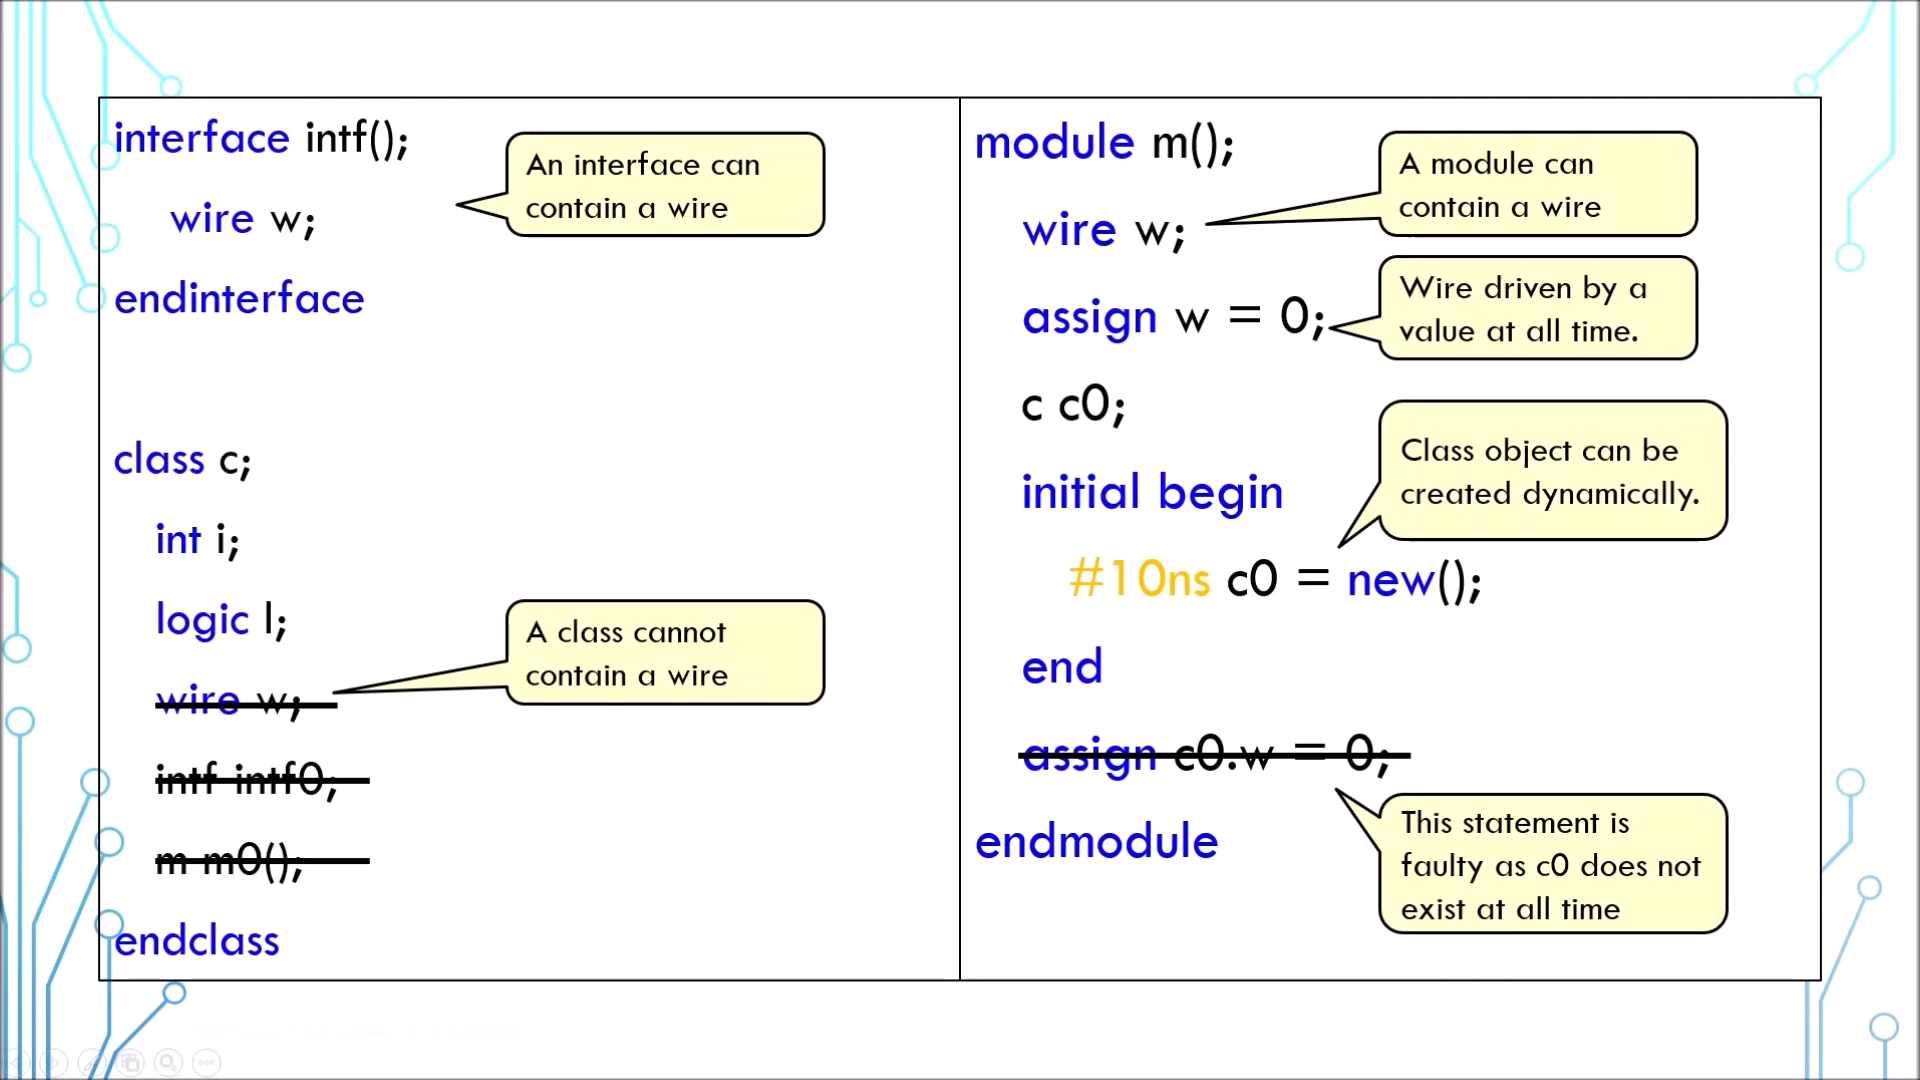 interface intf();
wire w;
endinterface
An interface can
contain a wire
class c;
int i;
logic l;
wire w;
intf intf0;
m m0();
endclass
A class cannot
contain a wire
module m();
wire w;
assign w = 0;
c c0;
initial begin
#10ns c0 = new();
end
assign c0.w = 0;
endmodule
A module can
contain a wire
Wire driven by a
value at all time.
Class object can be
created dynamically.
This statement is
faulty as c0 does not
exist at all time